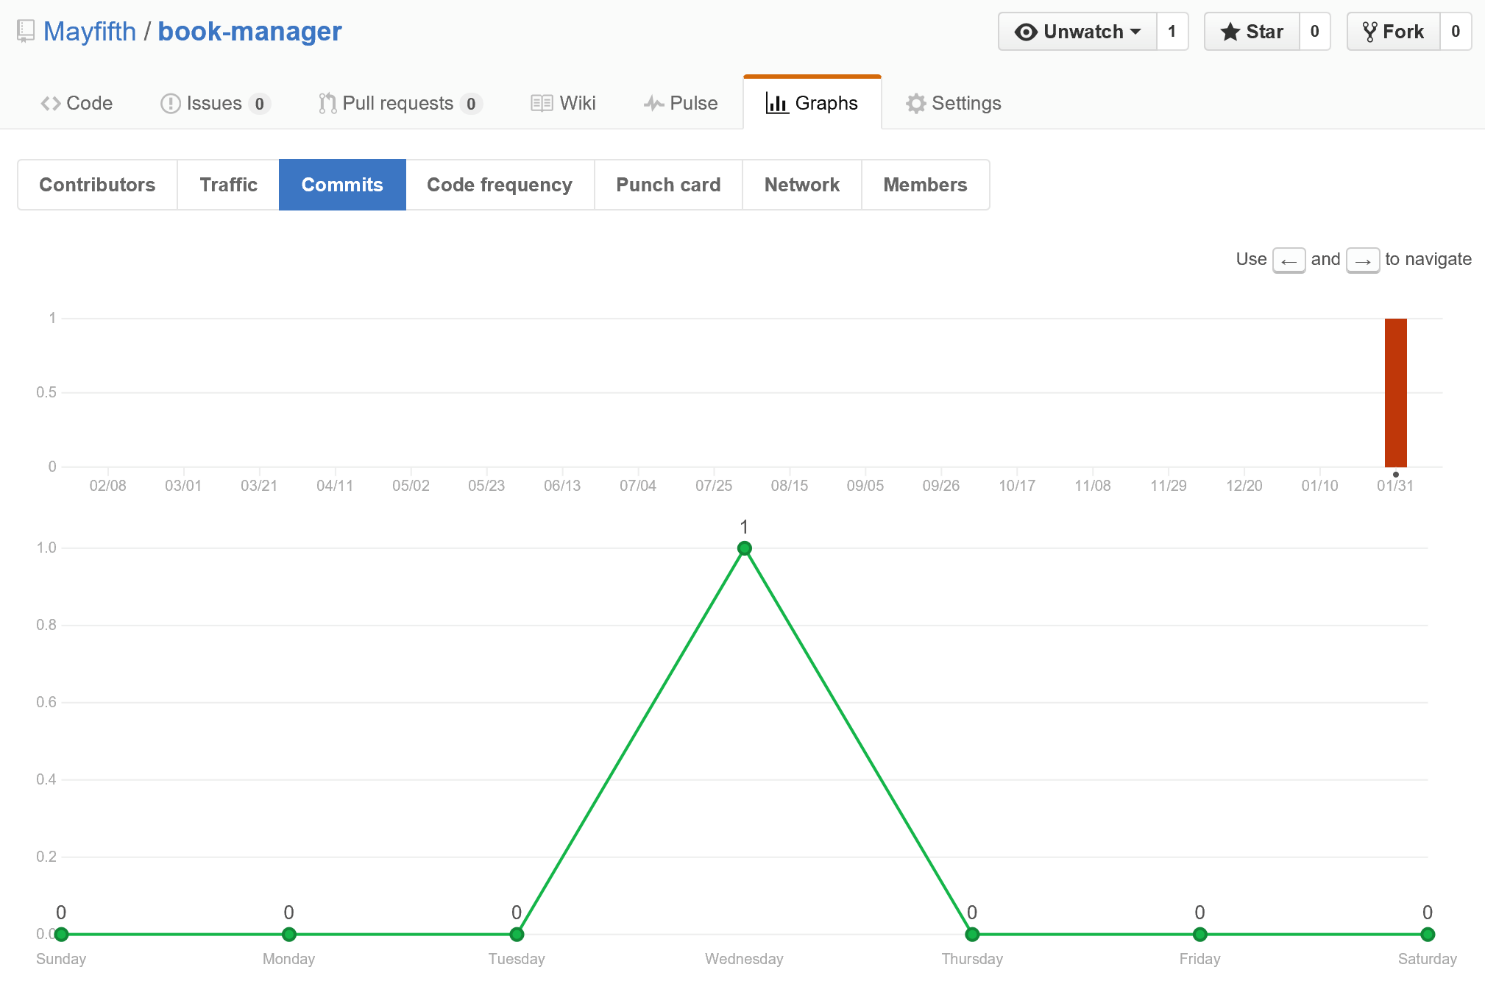 Mayfifth / book-manager Unwatch 1 Star 0 Fork 0
Code Issues 0 Pull requests 0 Wiki Pulse Graphs Settings
Contributors Traffic Commits Code frequency Punch card Network Members
Use ← and → to navigate
1
0.5
0
02/08 03/01 03/21 04/11 05/02 05/23 06/13 07/04 07/25 08/15 09/05 09/26 10/17 11/08 11/29 12/20 01/10 01/31
1
1.0
0.8
0.6
0.4
0.2
0 0 0 0 0 0
0.0
Sunday Monday Tuesday Wednesday Thursday Friday Saturday